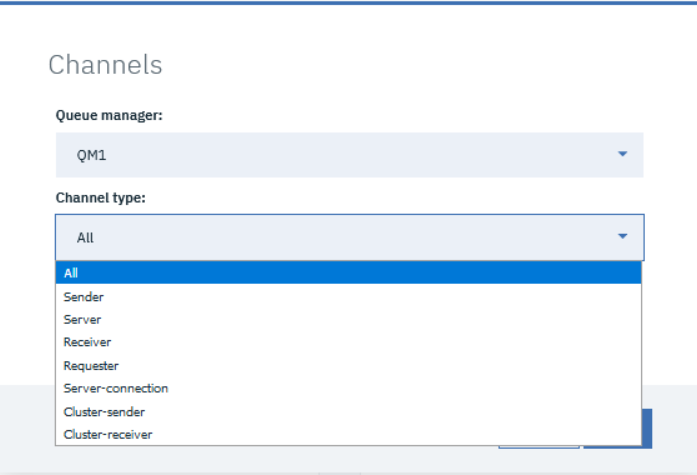 Channels
Queue manager:
QM1
Channel type:
All
All
Sender
Server
Receiver
Requester
Server-connection
Cluster-sender
Cluster-receiver